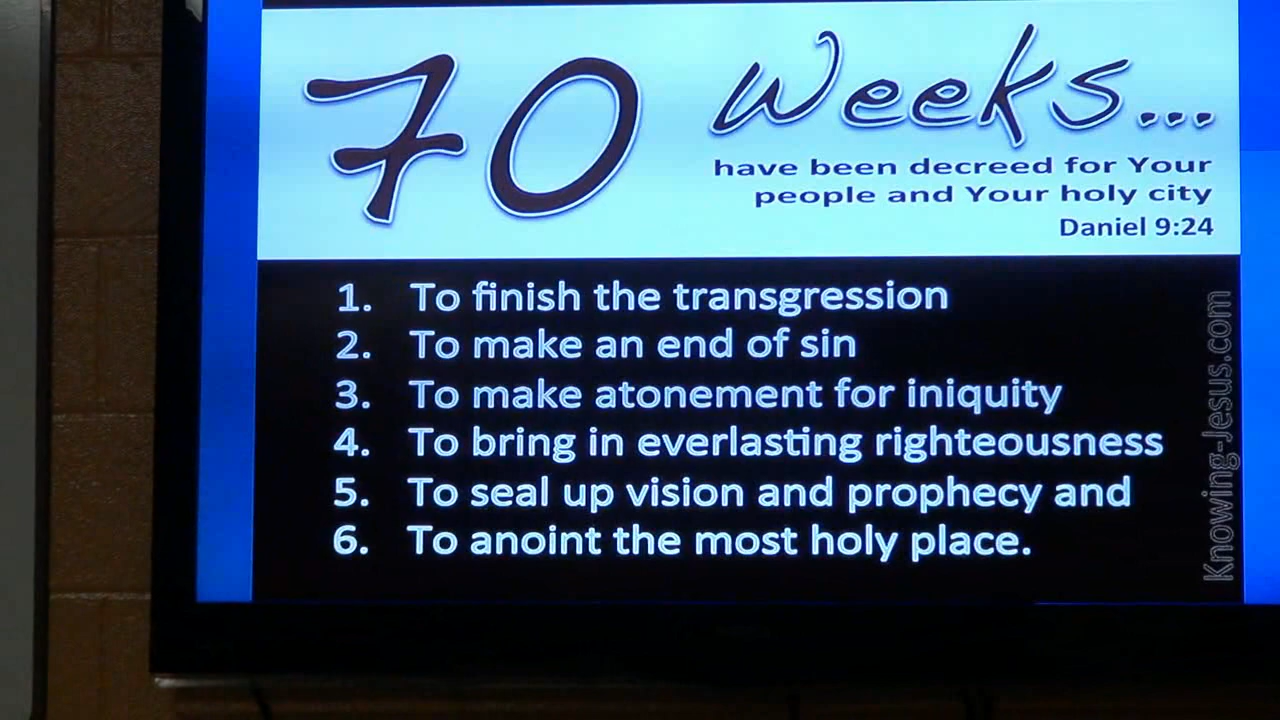 70 Weeks...
have been decreed for Your
people and Your holy city
Daniel 9:24
1. To finish the transgression
2. To make an end of sin
3. To make atonement for iniquity
4. To bring in everlasting righteousness
5. To seal up vision and prophecy and
6. To anoint the most holy place.
Knowing-Jesus.com